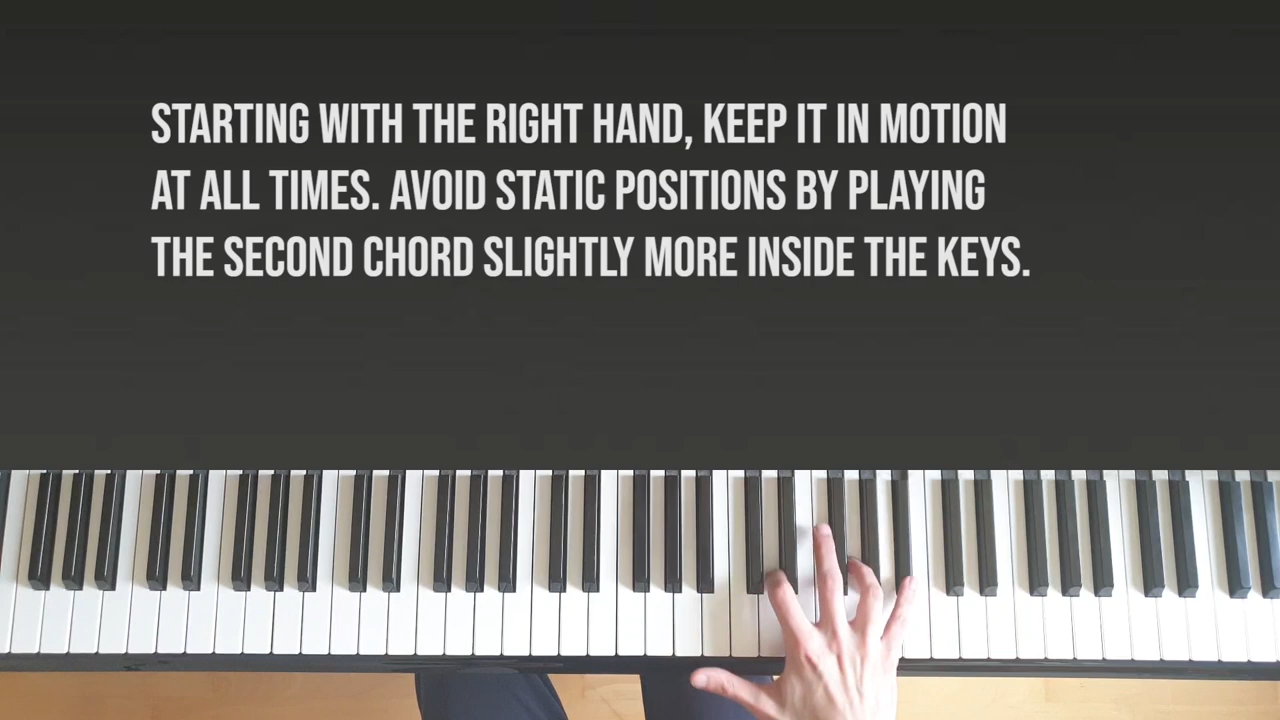 STARTING WITH THE RIGHT HAND, KEEP IT IN MOTION
AT ALL TIMES. AVOID STATIC POSITIONS BY PLAYING
THE SECOND CHORD SLIGHTLY MORE INSIDE THE KEYS.